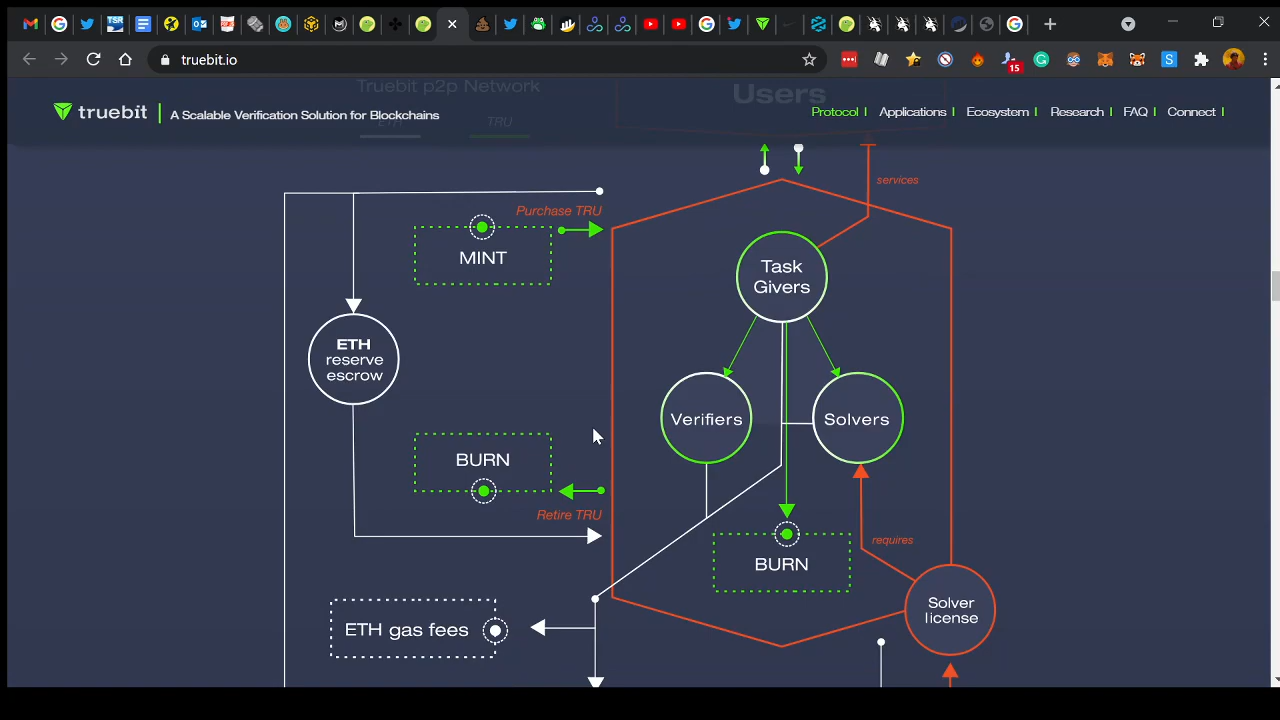 15
truebit.io
Truebit p2p Network
Users
ETH
TRU
truebit
A Scalable Verification Solution for Blockchains
Protocol
Applications
Ecosystem
Research
FAQ
Connect
services
Purchase TRU
MINT
Task
Givers
ETH
reserve
escrow
Verifiers
Solvers
BURN
Retire TRU
requires
BURN
Solver
license
ETH gas fees